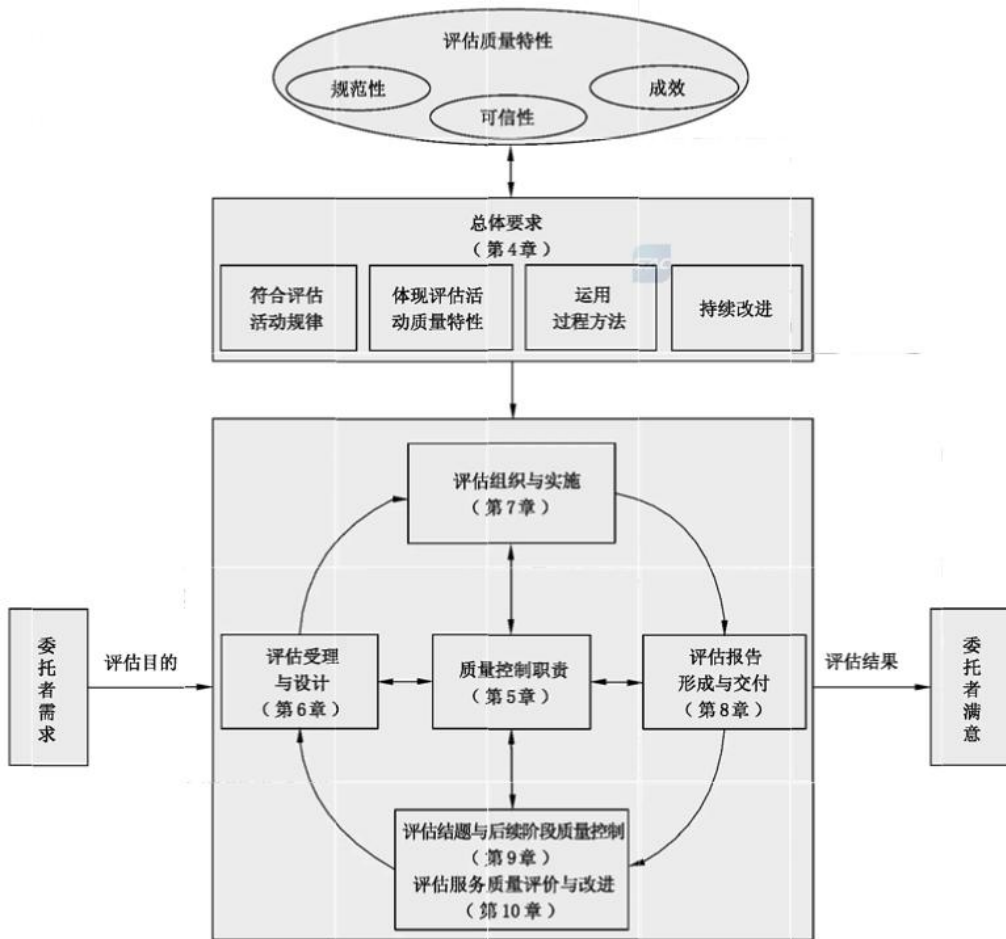 评估质量特性
规范性
成效
可信性
总体要求
（第4章）
符合评估
活动规律
体现评估活
动质量特性
运用
过程方法
持续改进
评估组织与实施
（第7章）
委托者需求
评估目的
评估受理
与设计
（第6章）
质量控制职责
（第5章）
评估报告
形成与交付
（第8章）
评估结果
委托者满意
评估结题与后续阶段质量控制
（第9章）
评估服务质量评价与改进
（第10章）